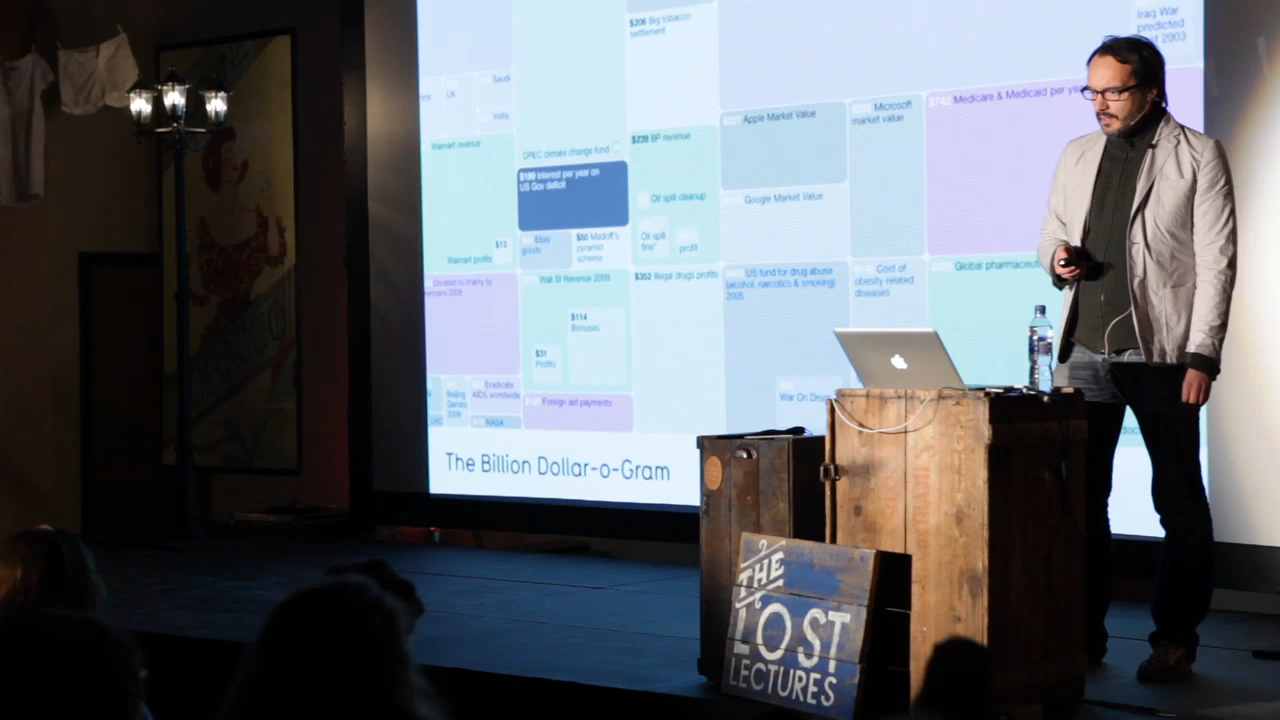 $206 Big tobacco
settlement
Iraq War
predicted
2003
Saudi
UK
India
Walmart revenue
OPEC climate change fund
$239 BP revenue
Apple Market Value
Microsoft
market value
Medicare & Medicaid per year
Interest per year on
US Gov deficit
Oil spill cleanup
Google Market Value
Oil spill
fine
profit
$13
Walmart profits
Ebay
goods
$50 Madoff's
pyramid
scheme
Donated to charity by
2009
Wall St Revenue 2009
$352 Illegal drugs profits
US fund for drug abuse
(alcohol, narcotics & smoking)
2005
Cost of
obesity related
diseases
Global pharmaceut
$114
Bonuses
$31
Profits
Beijing
Games
2008
Eradicate
AIDS worldwide
NASA
Foreign aid payments
War On Drug
The Billion Dollar-o-Gram
THE
LOST
LECTURES